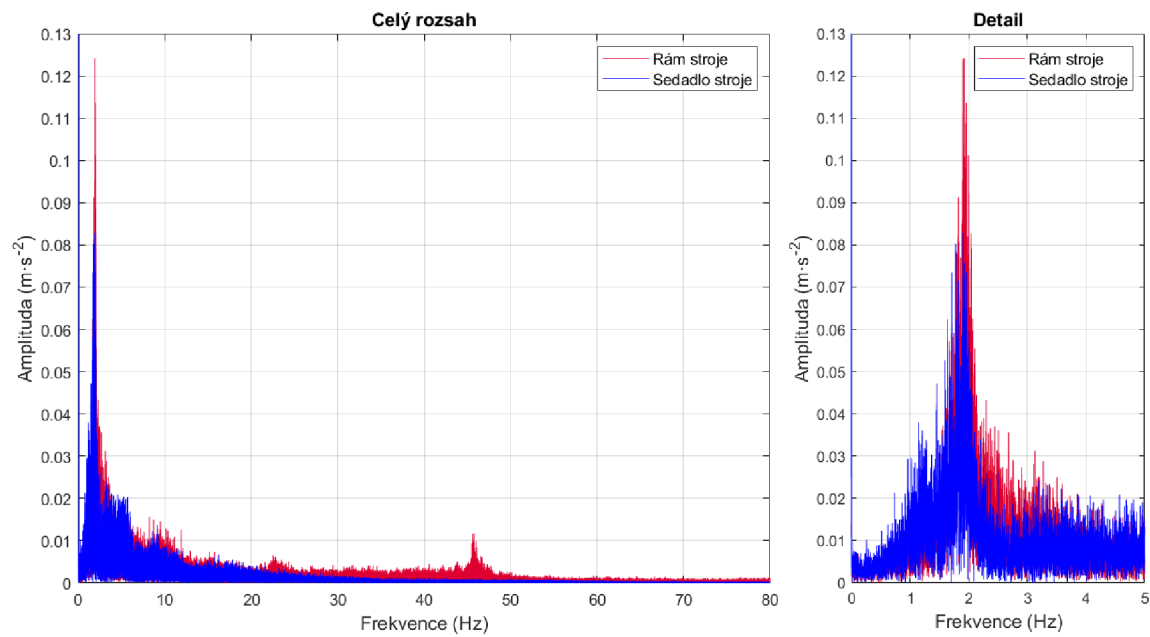 Celý rozsah
0.13
0.12
0.11
0.1
0.09
0.08
0.07
0.06
0.05
0.04
0.03
0.02
0.01
0
Amplituda (m·s⁻²)
0 10 20 30 40 50 60 70 80
Frekvence (Hz)
Rám stroje
Sedadlo stroje
Detail
0.13
0.12
0.11
0.1
0.09
0.08
0.07
0.06
0.05
0.04
0.03
0.02
0.01
0
Amplituda (m·s⁻²)
0 1 2 3 4 5
Frekvence (Hz)
Rám stroje
Sedadlo stroje